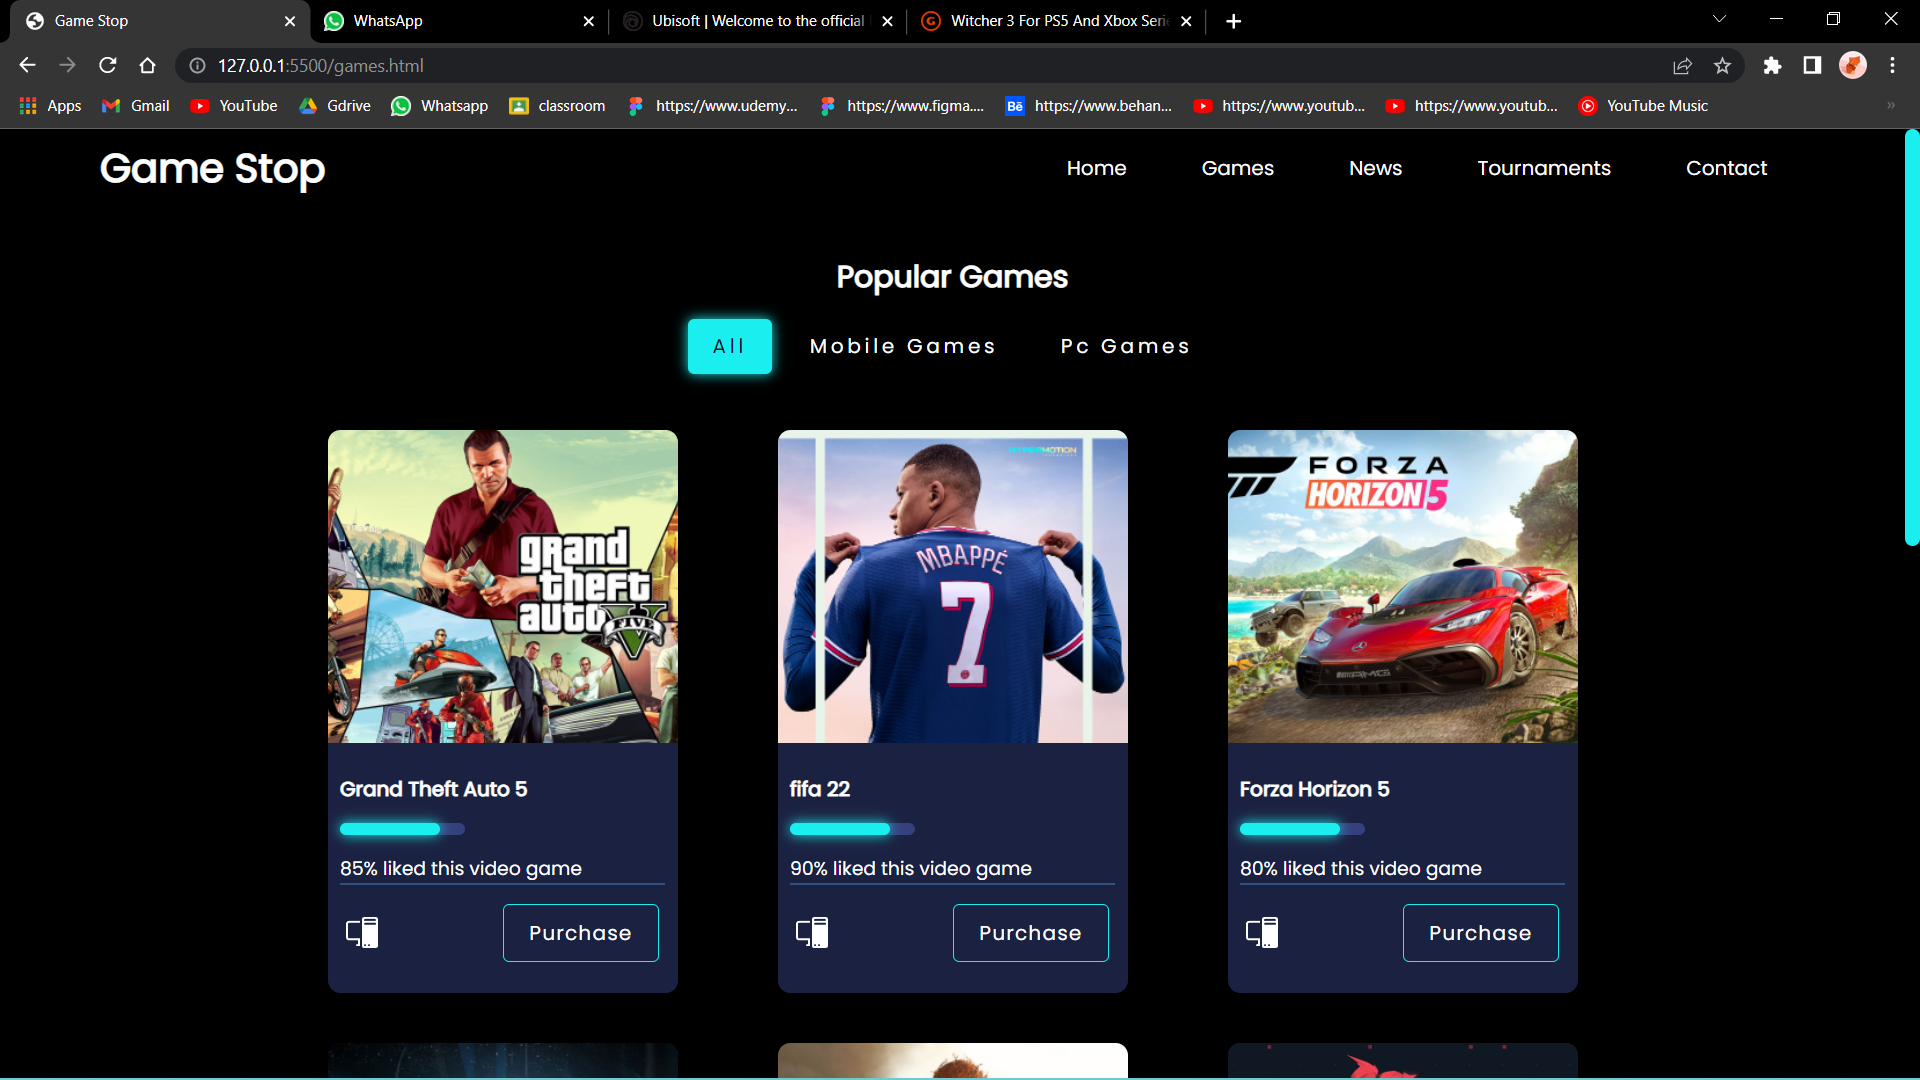 Game Stop
WhatsApp
Ubisoft | Welcome to the official
Witcher 3 For PS5 And Xbox Serie
127.0.0.1:5500/games.html
Apps
Gmail
YouTube
Gdrive
Whatsapp
classroom
https://www.udemy...
https://www.figma....
Bē
https://www.behan...
https://www.youtub...
https://www.youtub...
YouTube Music
Game Stop
Home
Games
News
Tournaments
Contact
Popular Games
All
Mobile Games
Pc Games
grand
theft
auto
FIVE
V
HYPERMOTION
MBAPPÉ
7
FORZA
HORIZON 5
Grand Theft Auto 5
85% liked this video game
Purchase
fifa 22
90% liked this video game
Purchase
Forza Horizon 5
80% liked this video game
Purchase